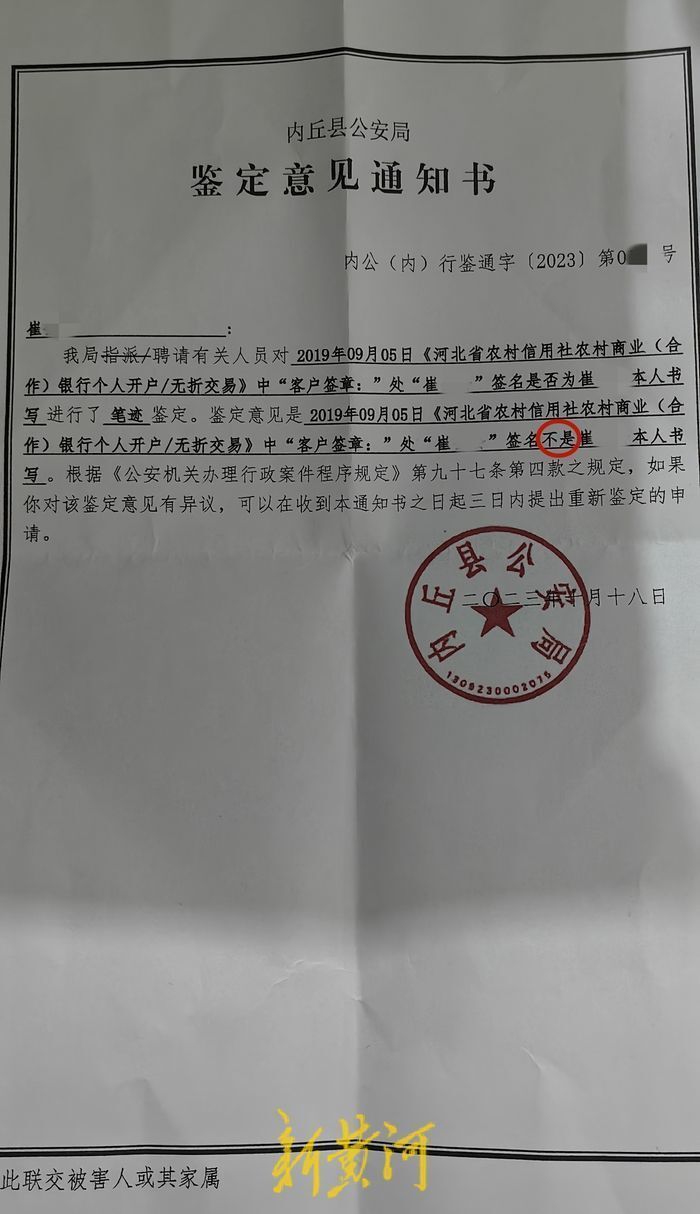 内丘县公安局
鉴定意见通知书
内公（内）行鉴通字〔2023〕第0 号
崔 ：
我局指派/聘请有关人员对 2019年09月05日《河北省农村信用社农村商业（合
作）银行个人开户/无折交易》中“客户签章：”处“崔 ”签名是否为崔 本人书
写 进行了 笔迹 鉴定。鉴定意见是 2019年09月05日《河北省农村信用社农村商业（合
作）银行个人开户/无折交易》中“客户签章：”处“崔 ”签名不是崔 本人书
写。根据《公安机关办理行政案件程序规定》第九十七条第四款之规定，如果
你对该鉴定意见有异议，可以在收到本通知书之日起三日内提出重新鉴定的申
请。
内丘县公安局
二〇二三年十月十八日
1309230002075
此联交被害人或其家属
新黄河